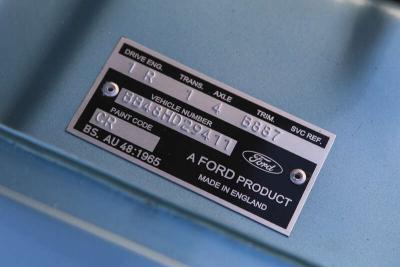 DRIVE ENG. TRANS. AXLE TRIM. SVC REF.
1 R 1 4 B887
VEHICLE NUMBER
BB48HD29411
PAINT CODE
CR
BS. AU 48:1965
Ford
A FORD PRODUCT
MADE IN ENGLAND